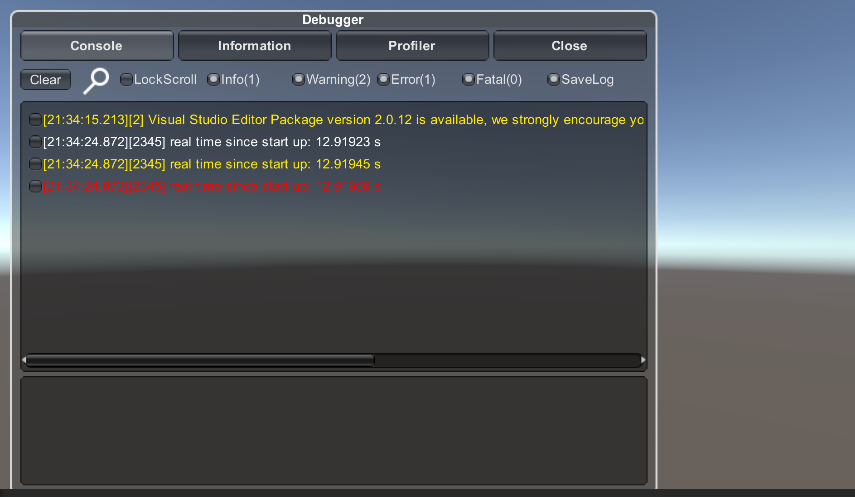 Debugger
Console Information Profiler Close
Clear LockScroll Info(1) Warning(2) Error(1) Fatal(0) SaveLog
[21:34:15.213][2] Visual Studio Editor Package version 2.0.12 is available, we strongly encourage yo
[21:34:24.872][2345] real time since start up: 12.91923 s
[21:34:24.872][2345] real time since start up: 12.91945 s
[21:34:24.872][2345] real time since start up: s